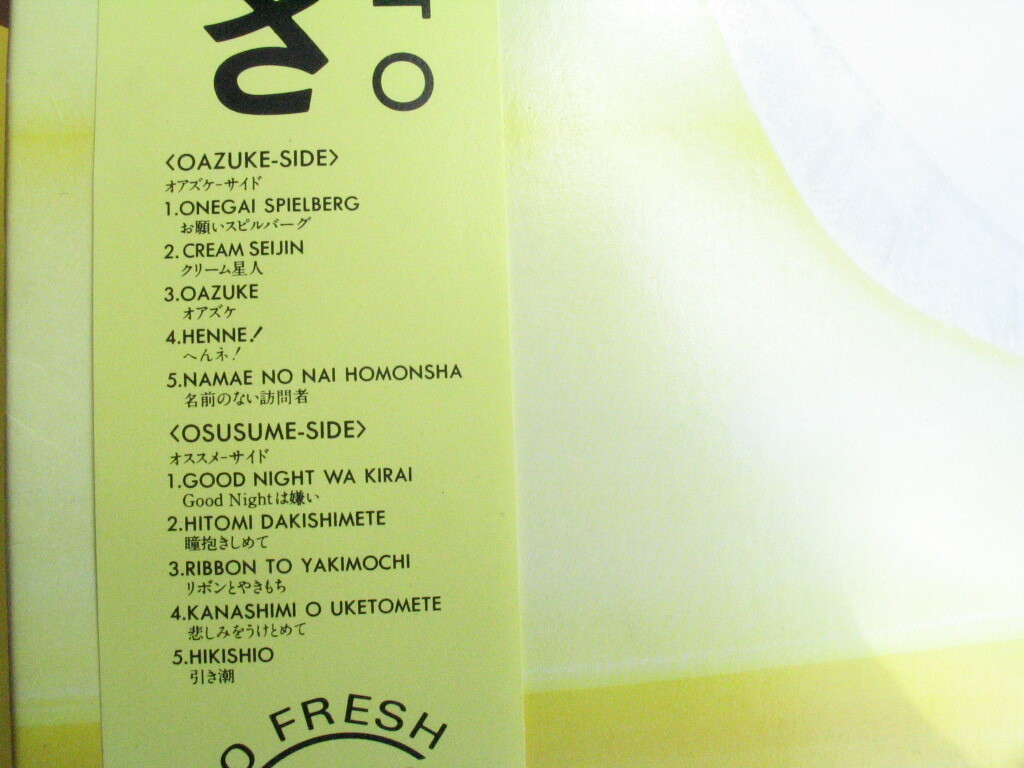 さ
TO
<OAZUKE-SIDE>
オアズケ-サイド
1.ONEGAI SPIELBERG
お願いスピルバーグ
2.CREAM SEIJIN
クリーム星人
3.OAZUKE
オアズケ
4.HENNE!
へんネ!
5.NAMAE NO NAI HOMONSHA
名前のない訪問者
<OSUSUME-SIDE>
オススメ-サイド
1.GOOD NIGHT WA KIRAI
Good Nightは嫌い
2.HITOMI DAKISHIMETE
瞳抱きしめて
3.RIBBON TO YAKIMOCHI
リボンとやきもち
4.KANASHIMI O UKETOMETE
悲しみをうけとめて
5.HIKISHIO
引き潮
O FRESH